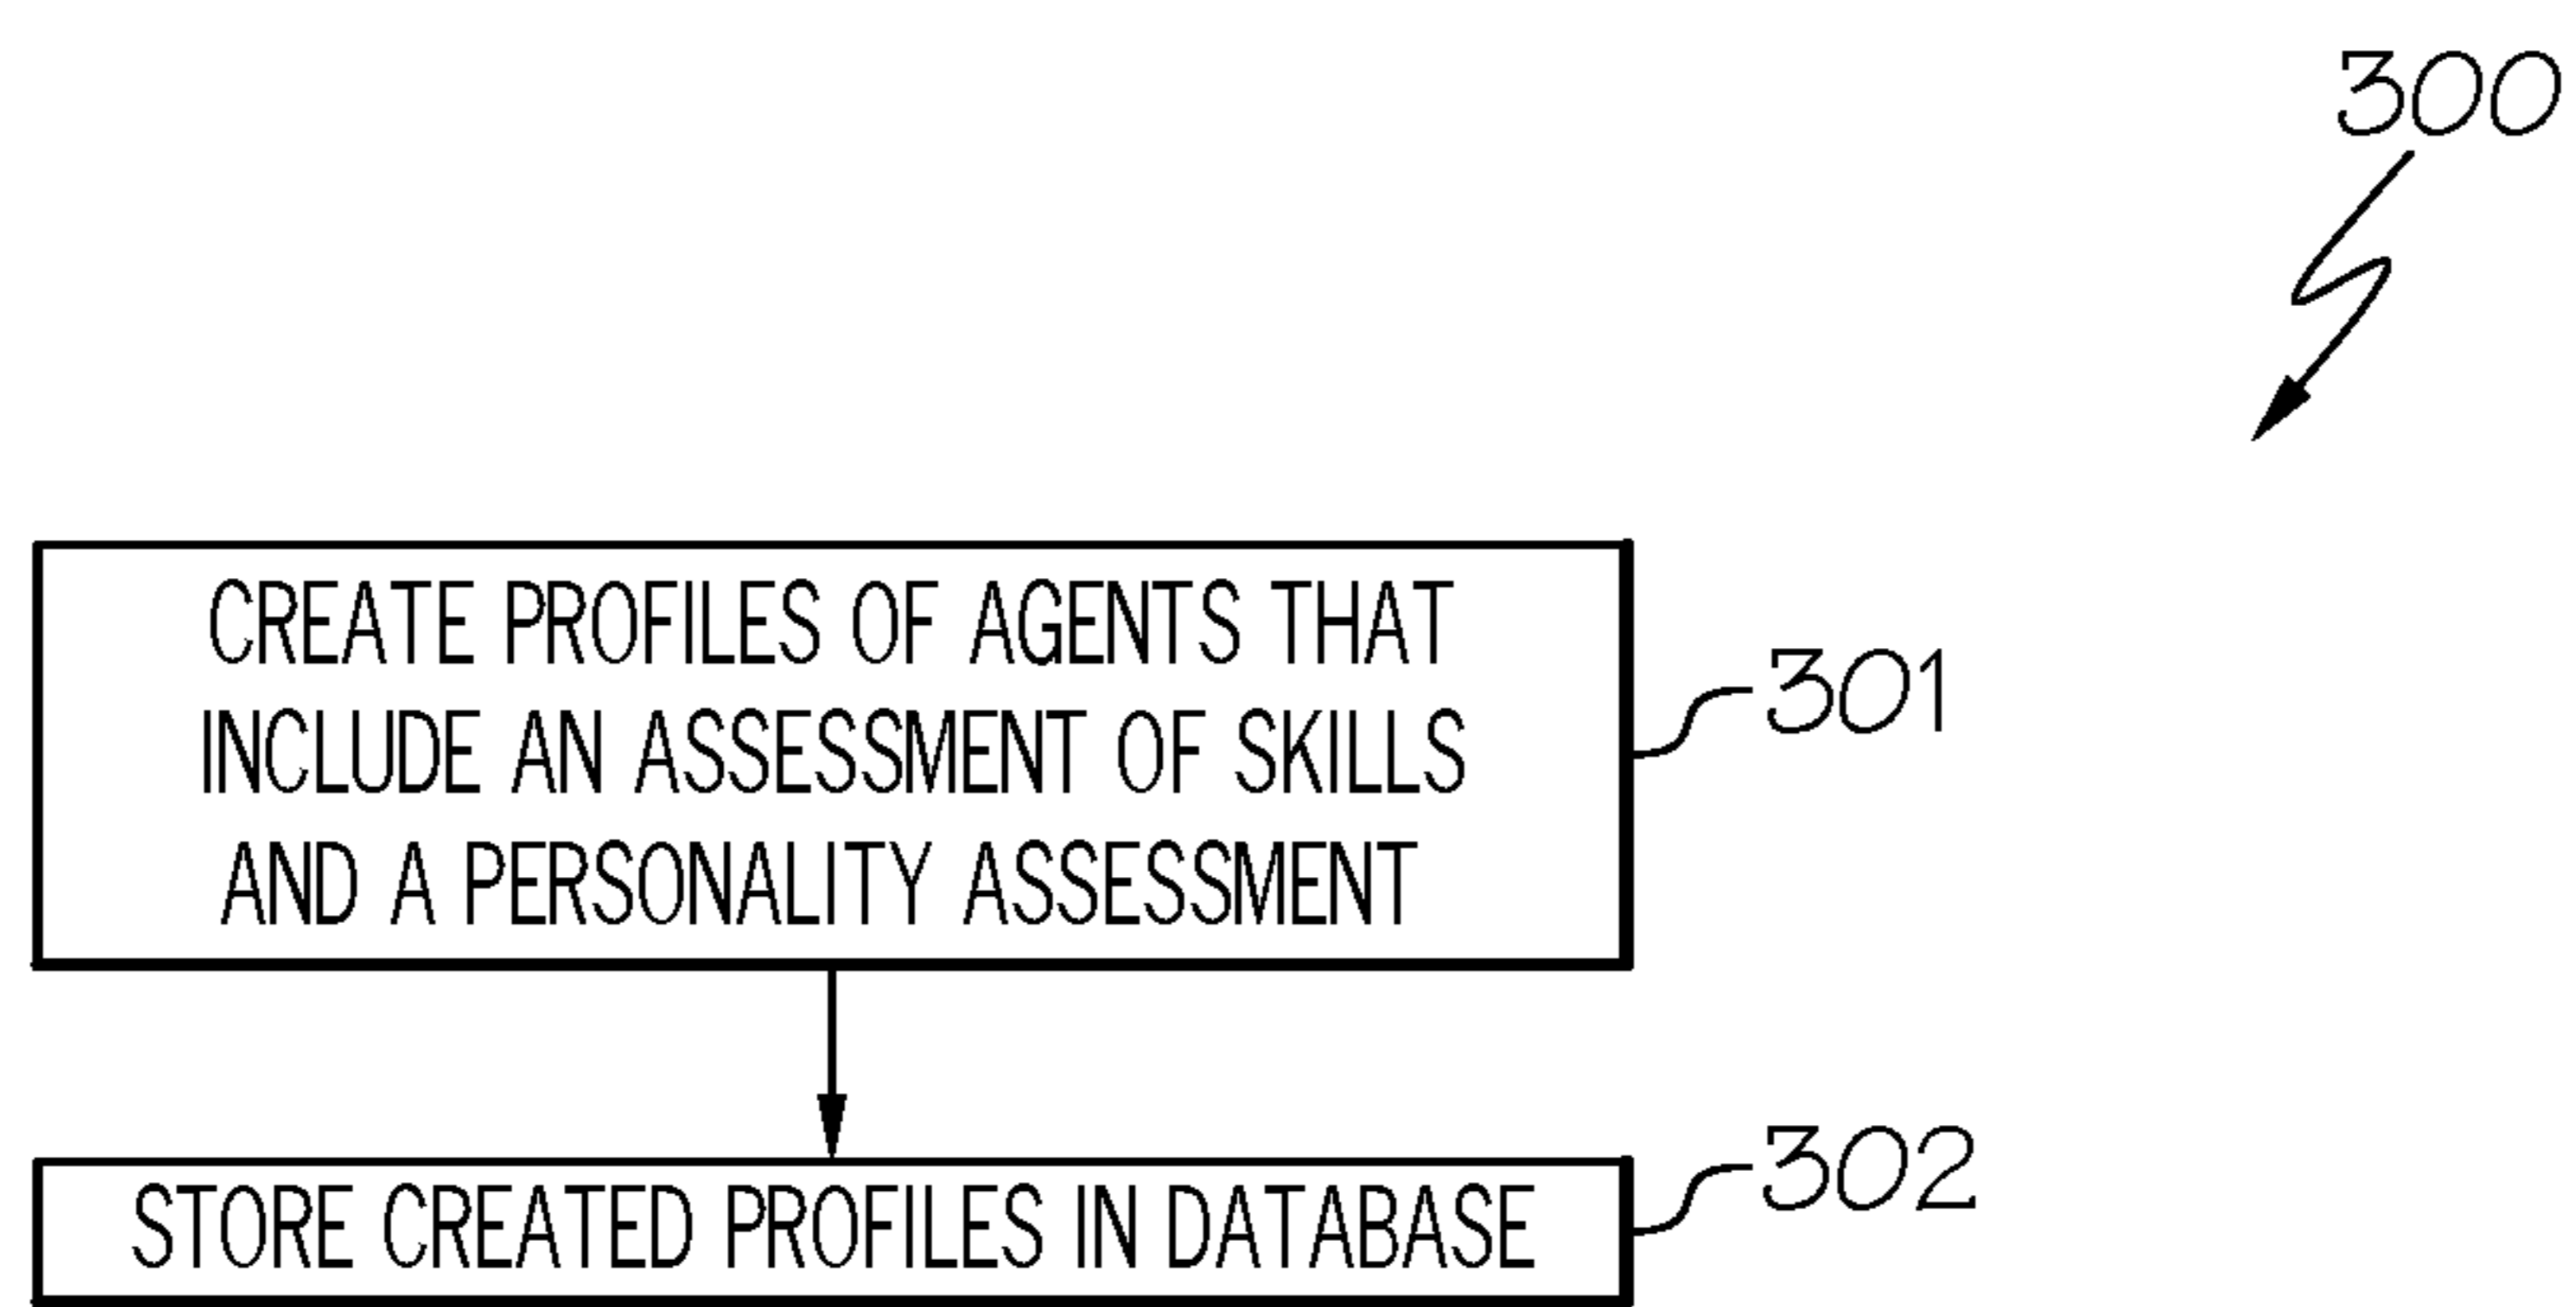 300
CREATE PROFILES OF AGENTS THAT
INCLUDE AN ASSESSMENT OF SKILLS
AND A PERSONALITY ASSESSMENT
301
STORE CREATED PROFILES IN DATABASE
302